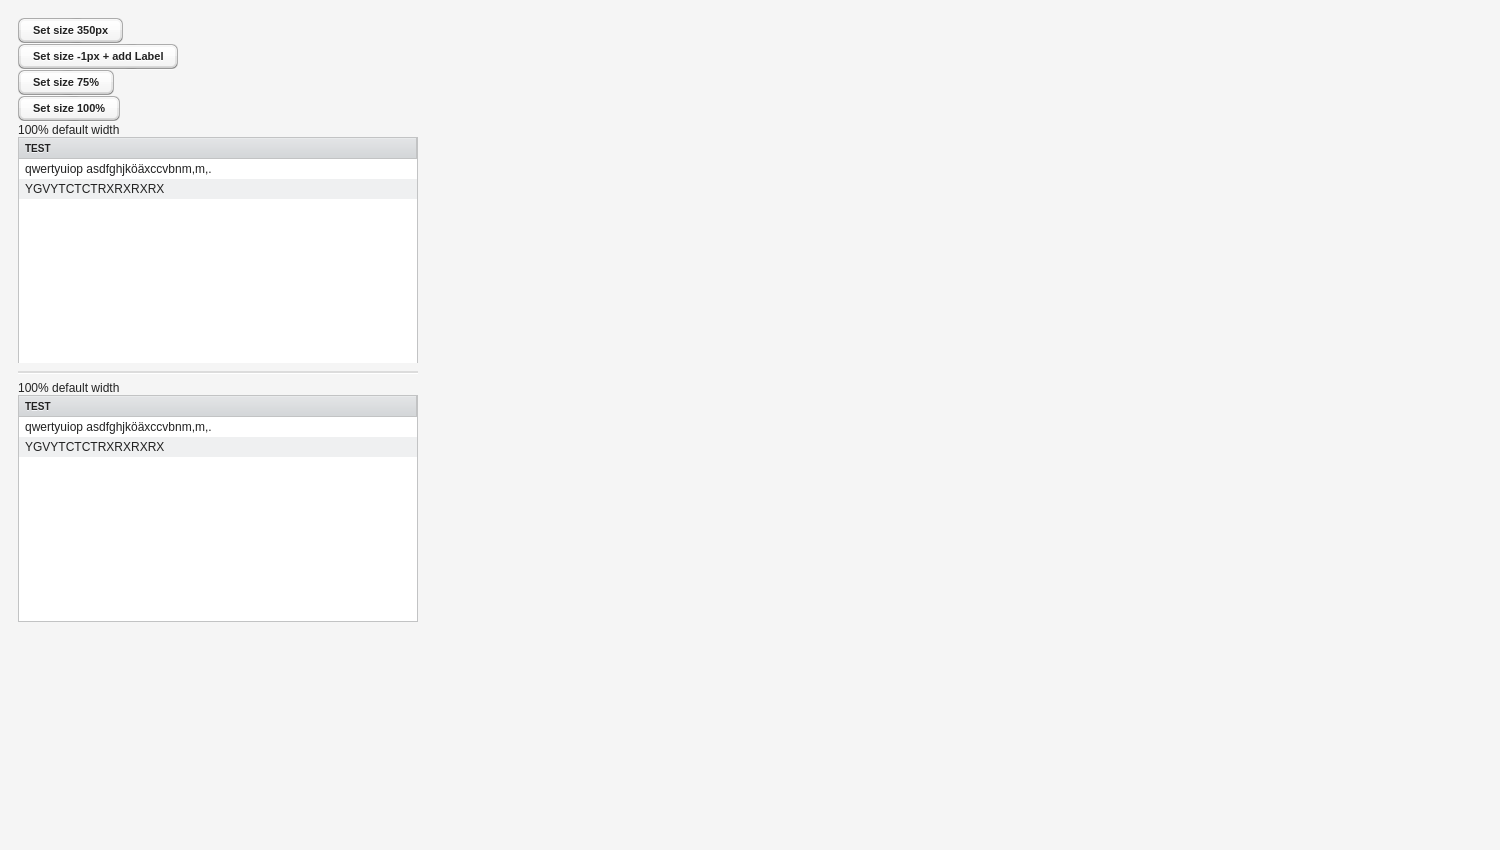 Set size 350px
Set size -1px + add Label
Set size 75%
Set size 100%
100% default width
TEST
qwertyuiop asdfghjköäxccvbnm,m,.
YGVYTCTCTRXRXRXRX
100% default width
TEST
qwertyuiop asdfghjköäxccvbnm,m,.
YGVYTCTCTRXRXRXRX